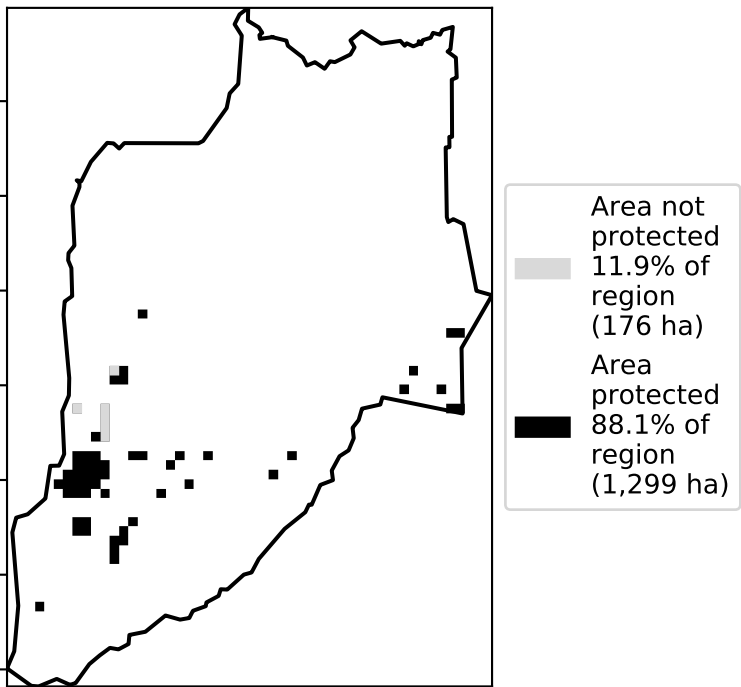 Area not
protected
11.9% of
region
(176 ha)
Area
protected
88.1% of
region
(1,299 ha)